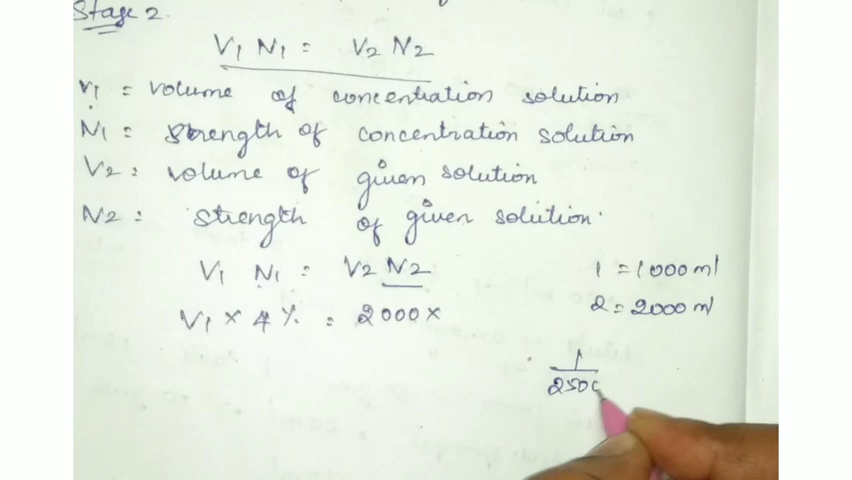 Stage 2.
V1 N1 = V2 N2
V1 = volume of concentration solution
N1 = strength of concentration solution
V2 : volume of given solution
N2 = strength of given solution.
V1 N1 = V2 N2
1 = 1000 ml
V1 × 4 % = 2000 ×
2 = 2000 ml
1
2500